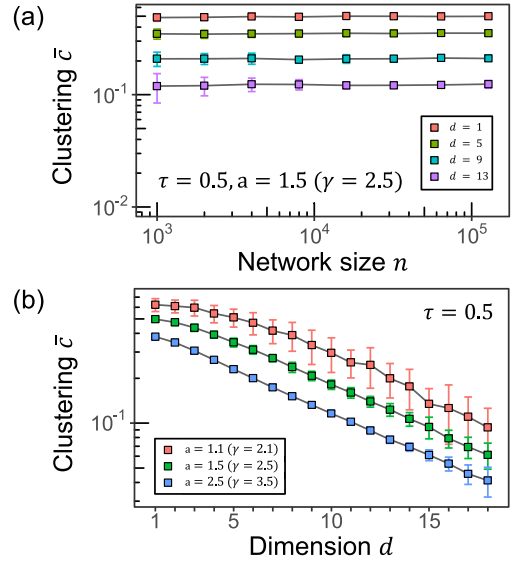 (a)
Clustering c̄
10⁻¹
10⁻²
d = 1
d = 5
d = 9
d = 13
τ = 0.5, a = 1.5 (γ = 2.5)
10³ 10⁴ 10⁵
Network size n
(b)
Clustering c̄
τ = 0.5
10⁻¹
a = 1.1 (γ = 2.1)
a = 1.5 (γ = 2.5)
a = 2.5 (γ = 3.5)
1 5 10 15
Dimension d